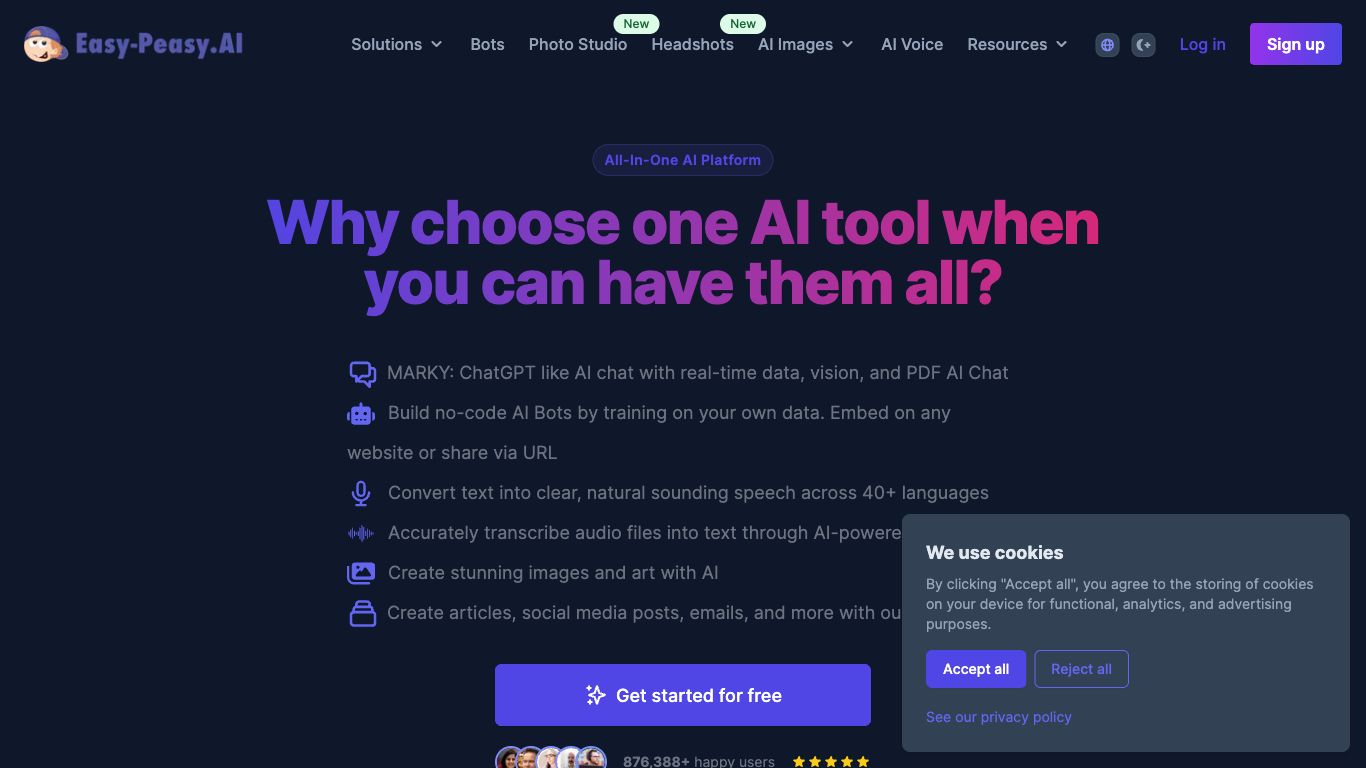 Easy-Peasy.AI
New
New
Solutions
Bots
Photo Studio
Headshots
AI Images
AI Voice
Resources
Log in
Sign up
All-In-One AI Platform
Why choose one AI tool when
you can have them all?
MARKY: ChatGPT like AI chat with real-time data, vision, and PDF AI Chat
Build no-code AI Bots by training on your own data. Embed on any
website or share via URL
Convert text into clear, natural sounding speech across 40+ languages
Accurately transcribe audio files into text through AI-powere
Create stunning images and art with AI
Create articles, social media posts, emails, and more with ou
Get started for free
876,388+ happy users
We use cookies
By clicking "Accept all", you agree to the storing of cookies
on your device for functional, analytics, and advertising
purposes.
Accept all
Reject all
See our privacy policy